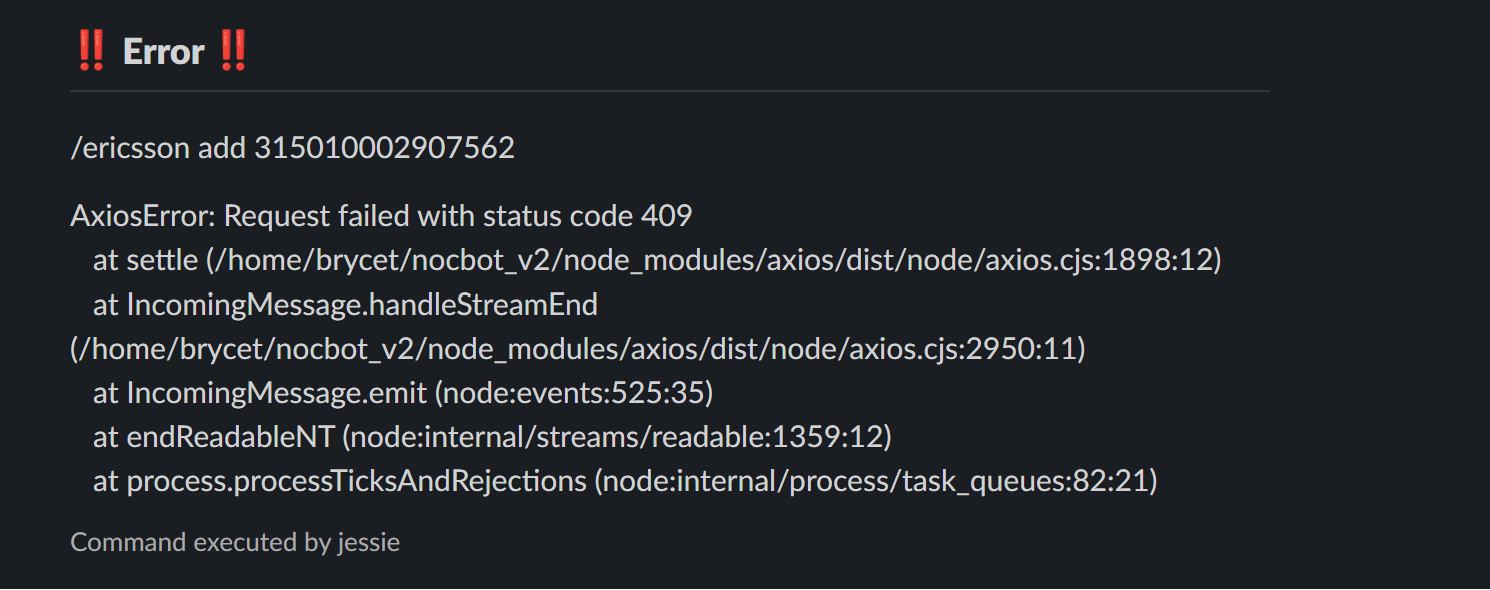 ‼ Error ‼
/ericsson add 315010002907562
AxiosError: Request failed with status code 409
at settle (/home/brycet/nocbot_v2/node_modules/axios/dist/node/axios.cjs:1898:12)
at IncomingMessage.handleStreamEnd
(/home/brycet/nocbot_v2/node_modules/axios/dist/node/axios.cjs:2950:11)
at IncomingMessage.emit (node:events:525:35)
at endReadableNT (node:internal/streams/readable:1359:12)
at process.processTicksAndRejections (node:internal/process/task_queues:82:21)
Command executed by jessie